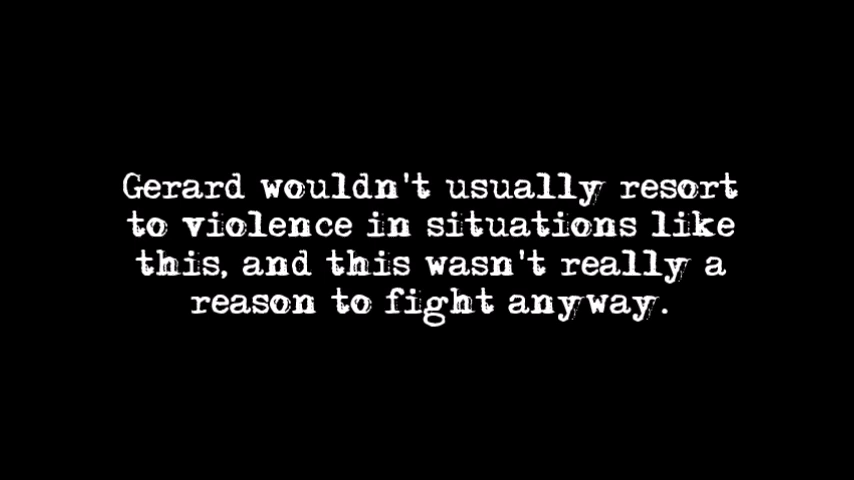 Gerard wouldn't usually resort
to violence in situations like
this, and this wasn't really a
reason to fight anyway.